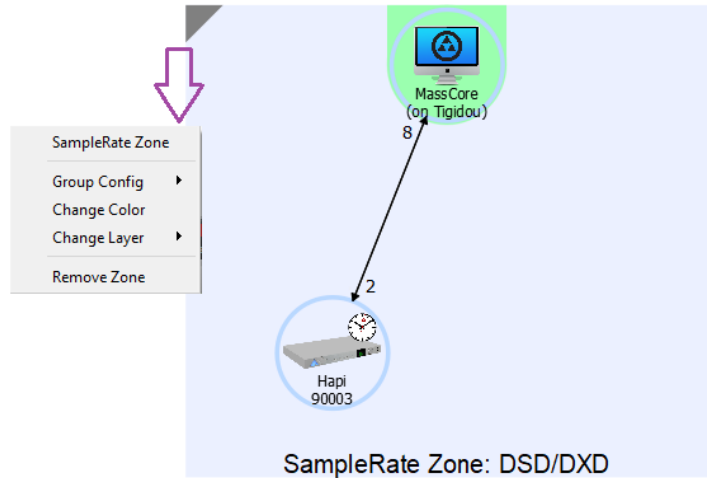 MassCore
(on Tigidou)
8
SampleRate Zone
Group Config
Change Color
Change Layer
Remove Zone
2
Hapi
90003
SampleRate Zone: DSD/DXD